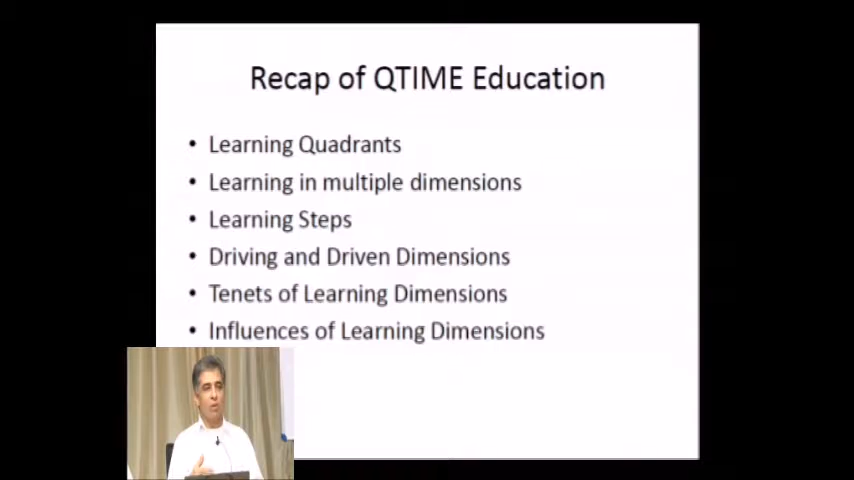 Recap of QTIME Education
• Learning Quadrants
• Learning in multiple dimensions
• Learning Steps
• Driving and Driven Dimensions
• Tenets of Learning Dimensions
• Influences of Learning Dimensions